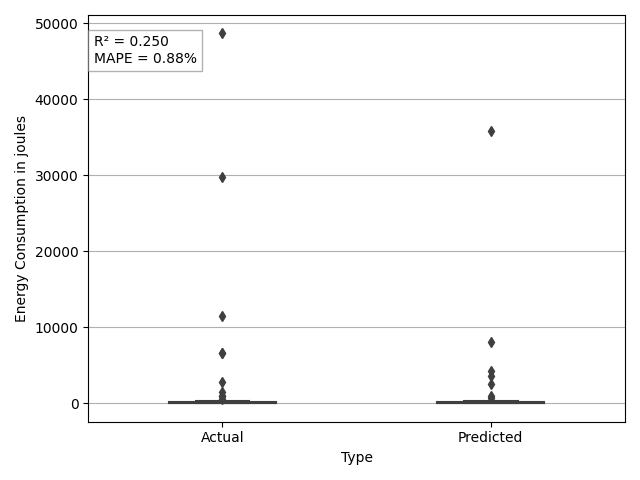 50000
R² = 0.250
MAPE = 0.88%
40000
30000
20000
10000
0
Energy Consumption in joules
Actual
Predicted
Type